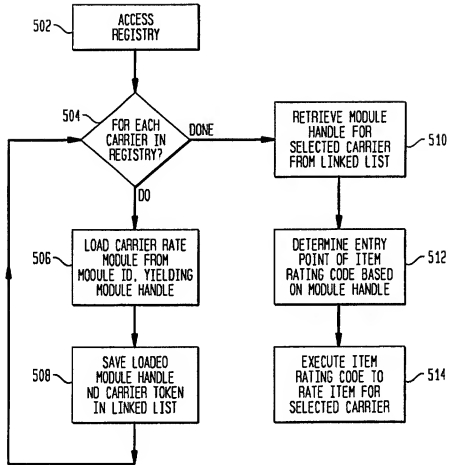 502
ACCESS
REGISTRY
504
FOR EACH
CARRIER IN
REGISTRY?
DONE
DO
506
LOAD CARRIER RATE
MODULE FROM
MODULE ID, YIELDING
MODULE HANDLE
508
SAVE LOADED
MODULE HANDLE
ND CARRIER TOKEN
IN LINKED LIST
RETRIEVE MODULE
HANDLE FOR
SELECTED CARRIER
FROM LINKED LIST
510
DETERMINE ENTRY
POINT OF ITEM
RATING CODE BASED
ON MODULE HANDLE
512
EXECUTE ITEM
RATING CODE TO
RATE ITEM FOR
SELECTED CARRIER
514